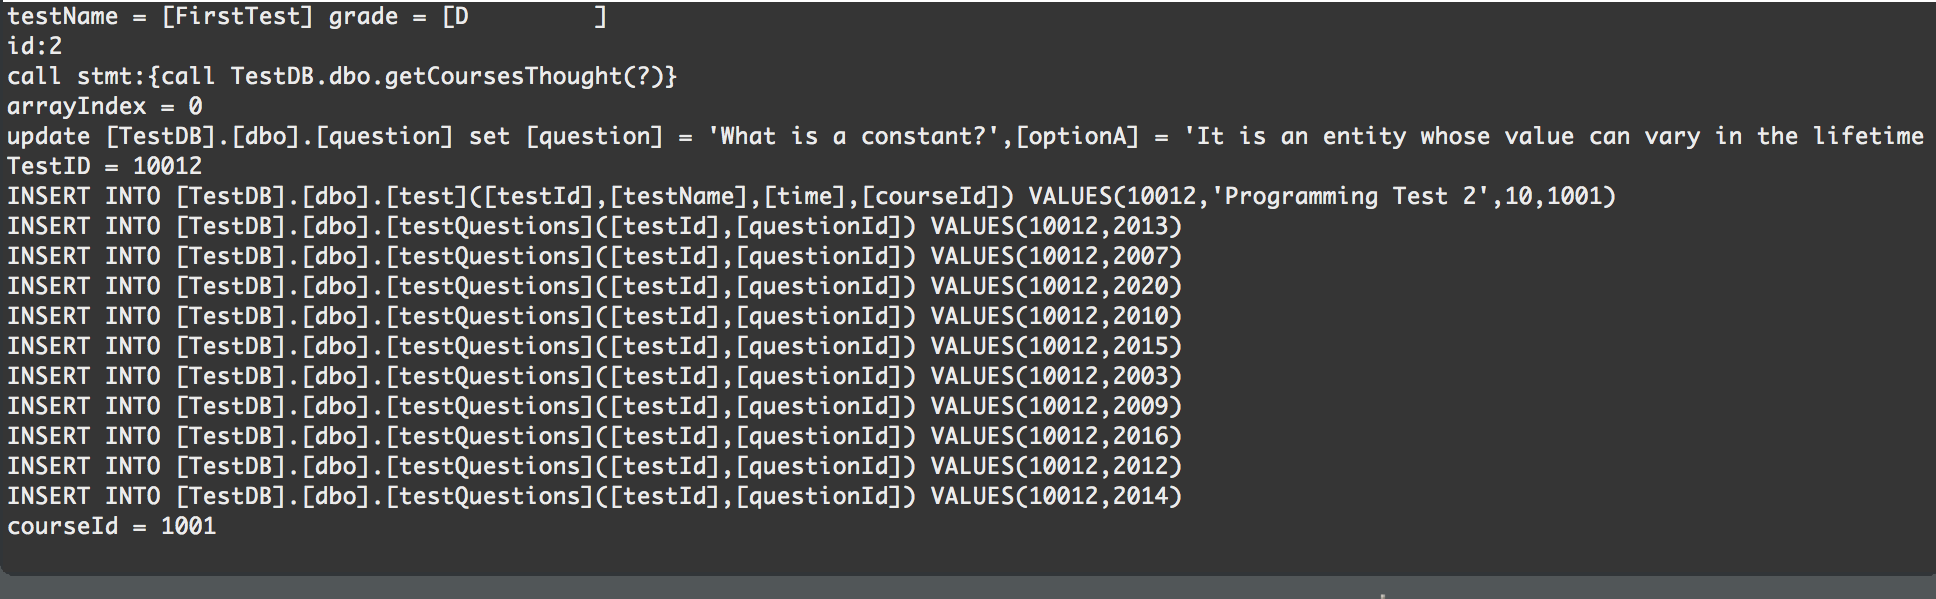 testName = [FirstTest] grade = [D         ]
id:2
call stmt:{call TestDB.dbo.getCoursesThought(?)}
arrayIndex = 0
update [TestDB].[dbo].[question] set [question] = 'What is a constant?',[optionA] = 'It is an entity whose value can vary in the lifetime
TestID = 10012
INSERT INTO [TestDB].[dbo].[test]([testId],[testName],[time],[courseId]) VALUES(10012,'Programming Test 2',10,1001)
INSERT INTO [TestDB].[dbo].[testQuestions]([testId],[questionId]) VALUES(10012,2013)
INSERT INTO [TestDB].[dbo].[testQuestions]([testId],[questionId]) VALUES(10012,2007)
INSERT INTO [TestDB].[dbo].[testQuestions]([testId],[questionId]) VALUES(10012,2020)
INSERT INTO [TestDB].[dbo].[testQuestions]([testId],[questionId]) VALUES(10012,2010)
INSERT INTO [TestDB].[dbo].[testQuestions]([testId],[questionId]) VALUES(10012,2015)
INSERT INTO [TestDB].[dbo].[testQuestions]([testId],[questionId]) VALUES(10012,2003)
INSERT INTO [TestDB].[dbo].[testQuestions]([testId],[questionId]) VALUES(10012,2009)
INSERT INTO [TestDB].[dbo].[testQuestions]([testId],[questionId]) VALUES(10012,2016)
INSERT INTO [TestDB].[dbo].[testQuestions]([testId],[questionId]) VALUES(10012,2012)
INSERT INTO [TestDB].[dbo].[testQuestions]([testId],[questionId]) VALUES(10012,2014)
courseId = 1001